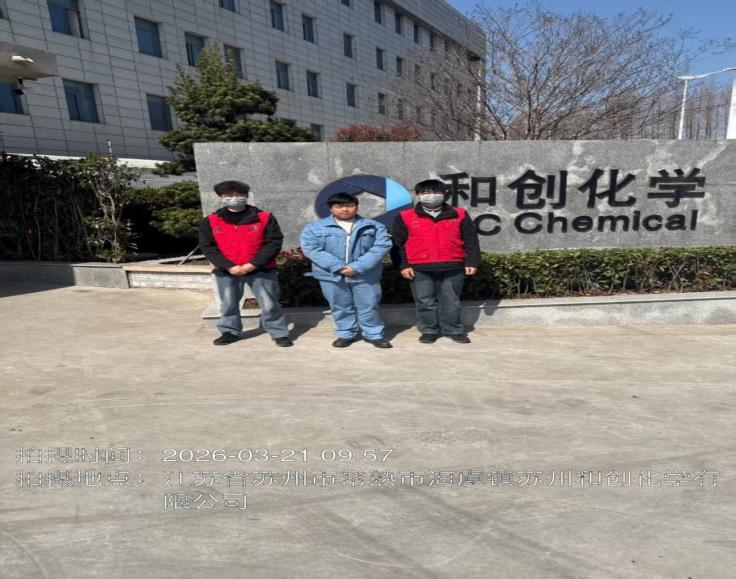 和创化学
C Chemical
拍摄时间： 2026-03-21 09:57
拍摄地点： 江苏省苏州市常熟市海虞镇苏州和创化学有
限公司